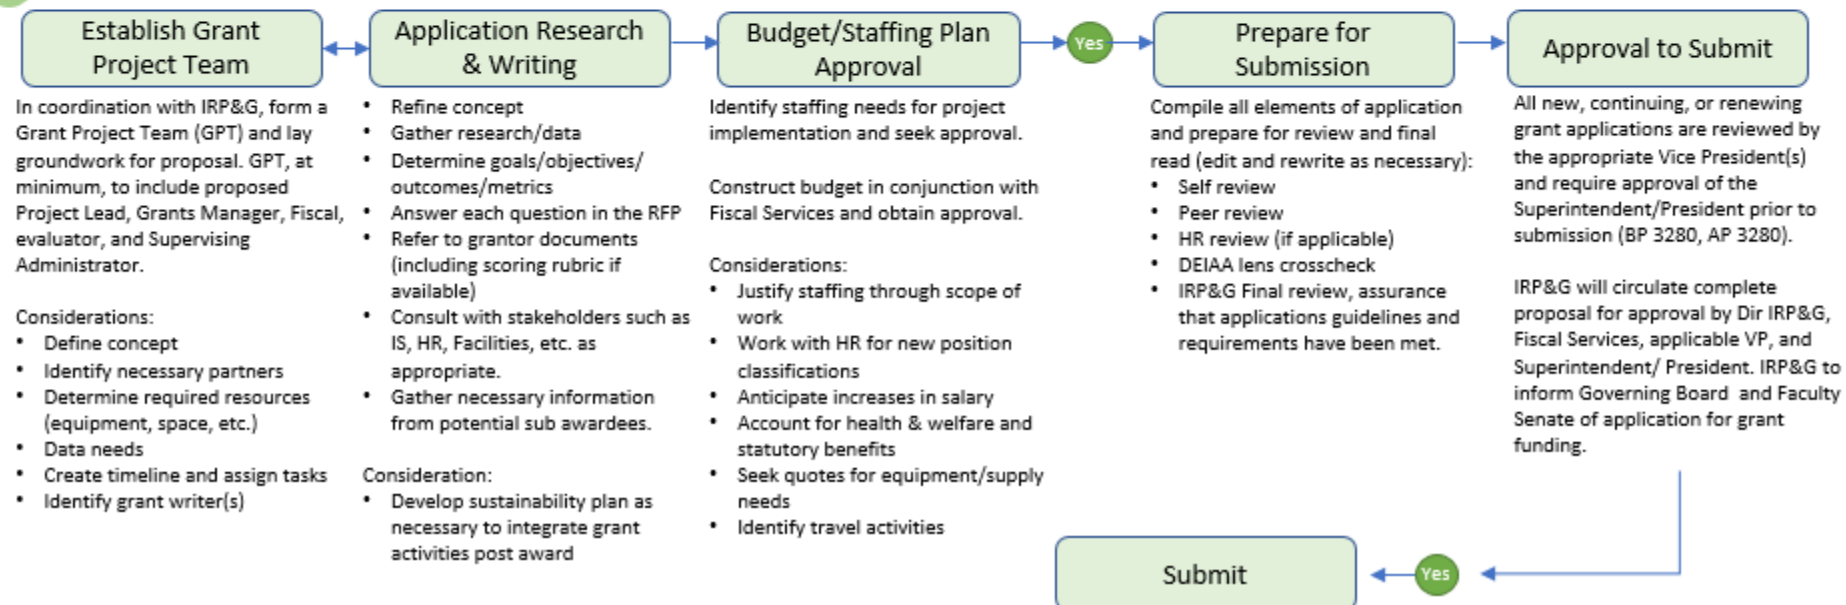 Establish Grant
Project Team
In coordination with IRP&G, form a
Grant Project Team (GPT) and lay
groundwork for proposal. GPT, at
minimum, to include proposed
Project Lead, Grants Manager, Fiscal,
evaluator, and Supervising
Administrator.
Considerations:
• Define concept
• Identify necessary partners
• Determine required resources
(equipment, space, etc.)
• Data needs
• Create timeline and assign tasks
• Identify grant writer(s)
Application Research
& Writing
• Refine concept
• Gather research/data
• Determine goals/objectives/
outcomes/metrics
• Answer each question in the RFP
• Refer to grantor documents
(including scoring rubric if
available)
• Consult with stakeholders such as
IS, HR, Facilities, etc. as
appropriate.
• Gather necessary information
from potential sub awardees.
Consideration:
• Develop sustainability plan as
necessary to integrate grant
activities post award
Budget/Staffing Plan
Approval
Identify staffing needs for project
implementation and seek approval.
Construct budget in conjunction with
Fiscal Services and obtain approval.
Considerations:
• Justify staffing through scope of
work
• Work with HR for new position
classifications
• Anticipate increases in salary
• Account for health & welfare and
statutory benefits
• Seek quotes for equipment/supply
needs
• Identify travel activities
Yes
Prepare for
Submission
Compile all elements of application
and prepare for review and final
read (edit and rewrite as necessary):
• Self review
• Peer review
• HR review (if applicable)
• DEIAA lens crosscheck
• IRP&G Final review, assurance
that applications guidelines and
requirements have been met.
Approval to Submit
All new, continuing, or renewing
grant applications are reviewed by
the appropriate Vice President(s)
and require approval of the
Superintendent/President prior to
submission (BP 3280, AP 3280).
IRP&G will circulate complete
proposal for approval by Dir IRP&G,
Fiscal Services, applicable VP, and
Superintendent/ President. IRP&G to
inform Governing Board  and Faculty
Senate of application for grant
funding.
Yes
Submit